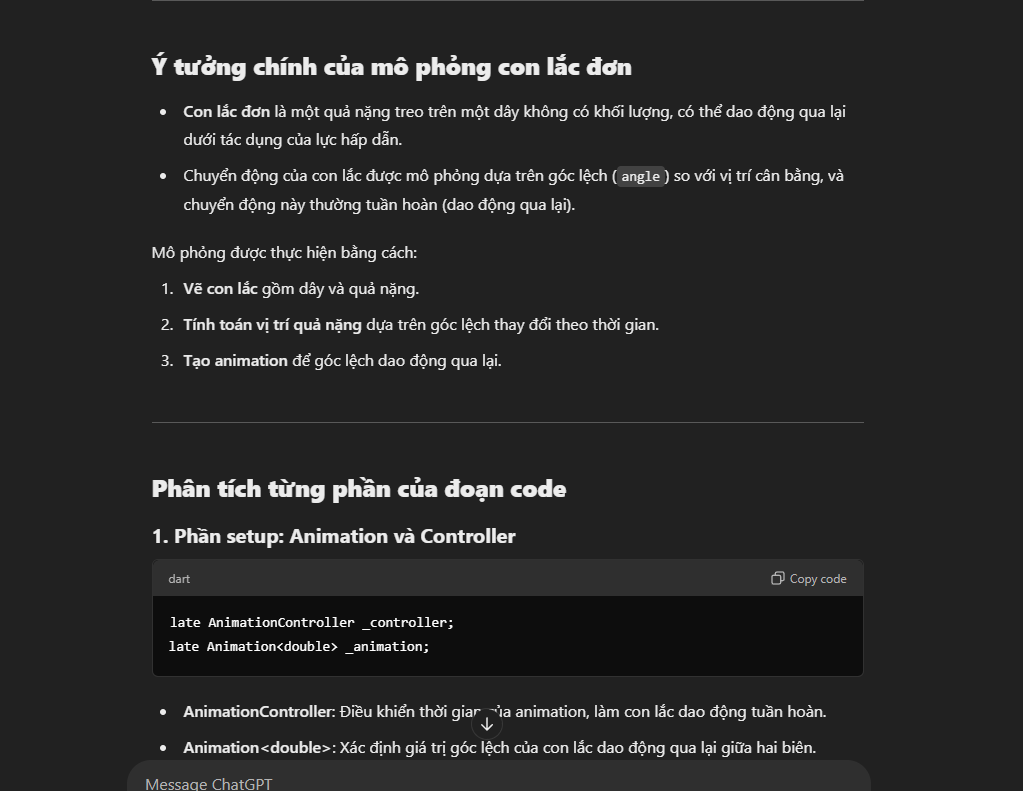 Ý tưởng chính của mô phỏng con lắc đơn
Con lắc đơn là một quả nặng treo trên một dây không có khối lượng, có thể dao động qua lại
dưới tác dụng của lực hấp dẫn.
Chuyển động của con lắc được mô phỏng dựa trên góc lệch (angle) so với vị trí cân bằng, và
chuyển động này thường tuần hoàn (dao động qua lại).
Mô phỏng được thực hiện bằng cách:
1. Vẽ con lắc gồm dây và quả nặng.
2. Tính toán vị trí quả nặng dựa trên góc lệch thay đổi theo thời gian.
3. Tạo animation để góc lệch dao động qua lại.
Phân tích từng phần của đoạn code
1. Phần setup: Animation và Controller
dart
Copy code
late AnimationController _controller;
late Animation<double> _animation;
AnimationController: Điều khiển thời gian của animation, làm con lắc dao động tuần hoàn.
Animation<double>: Xác định giá trị góc lệch của con lắc dao động qua lại giữa hai biên.
Message ChatGPT